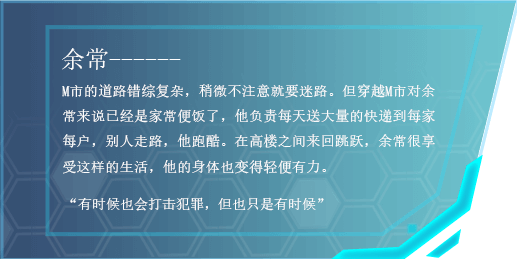 余常------
M市的道路错综复杂，稍微不注意就要迷路。但穿越M市对余
常来说已经是家常便饭了，他负责每天送大量的快递到每家
每户，别人走路，他跑酷。在高楼之间来回跳跃，余常很享
受这样的生活，他的身体也变得轻便有力。
“有时候也会打击犯罪，但也只是有时候”